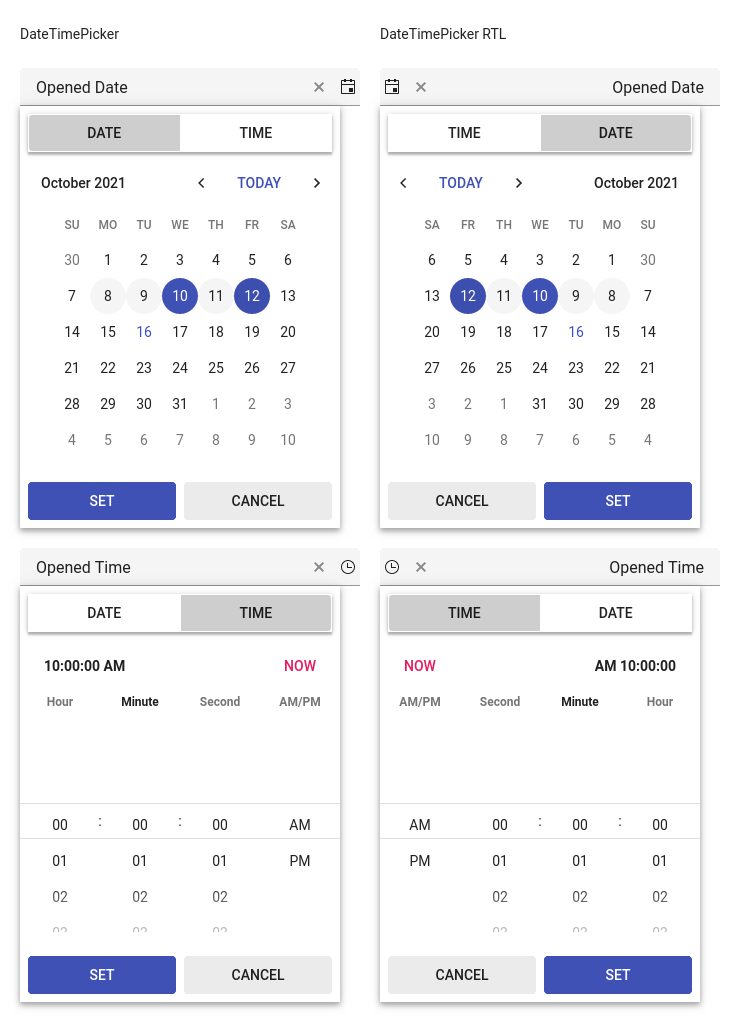 DateTimePicker
DateTimePicker RTL
Opened Date
Opened Date
DATE TIME
TIME DATE
October 2021 TODAY
TODAY October 2021
SU MO TU WE TH FR SA
SA FR TH WE TU MO SU
30 1 2 3 4 5 6
6 5 4 3 2 1 30
7 8 9 10 11 12 13
13 12 11 10 9 8 7
14 15 16 17 18 19 20
20 19 18 17 16 15 14
21 22 23 24 25 26 27
27 26 25 24 23 22 21
28 29 30 31 1 2 3
3 2 1 31 30 29 28
4 5 6 7 8 9 10
10 9 8 7 6 5 4
SET CANCEL
CANCEL SET
Opened Time
Opened Time
DATE TIME
TIME DATE
10:00:00 AM NOW
NOW AM 10:00:00
Hour Minute Second AM/PM
AM/PM Second Minute Hour
00 : 00 : 00 AM
AM 00 : 00 : 00
01 01 01 PM
PM 01 01 01
02 02 02
02 02 02
SET CANCEL
CANCEL SET